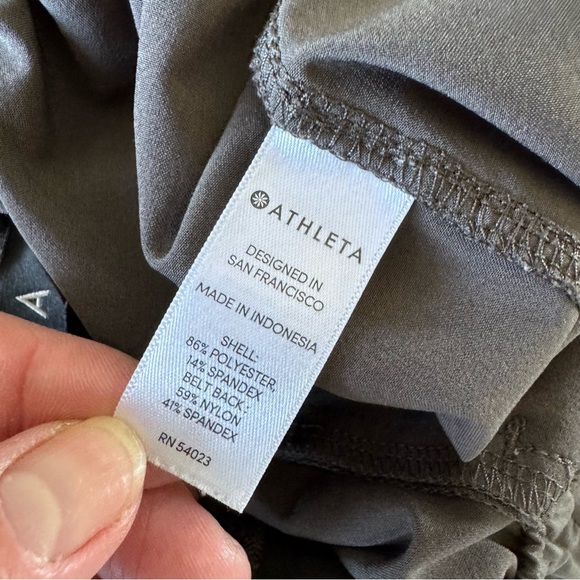 ATHLETA
DESIGNED IN
SAN FRANCISCO
MADE IN INDONESIA
SHELL:
86% POLYESTER,
14% SPANDEX
BELT BACK:
59% NYLON
41% SPANDEX
RN 54023
A